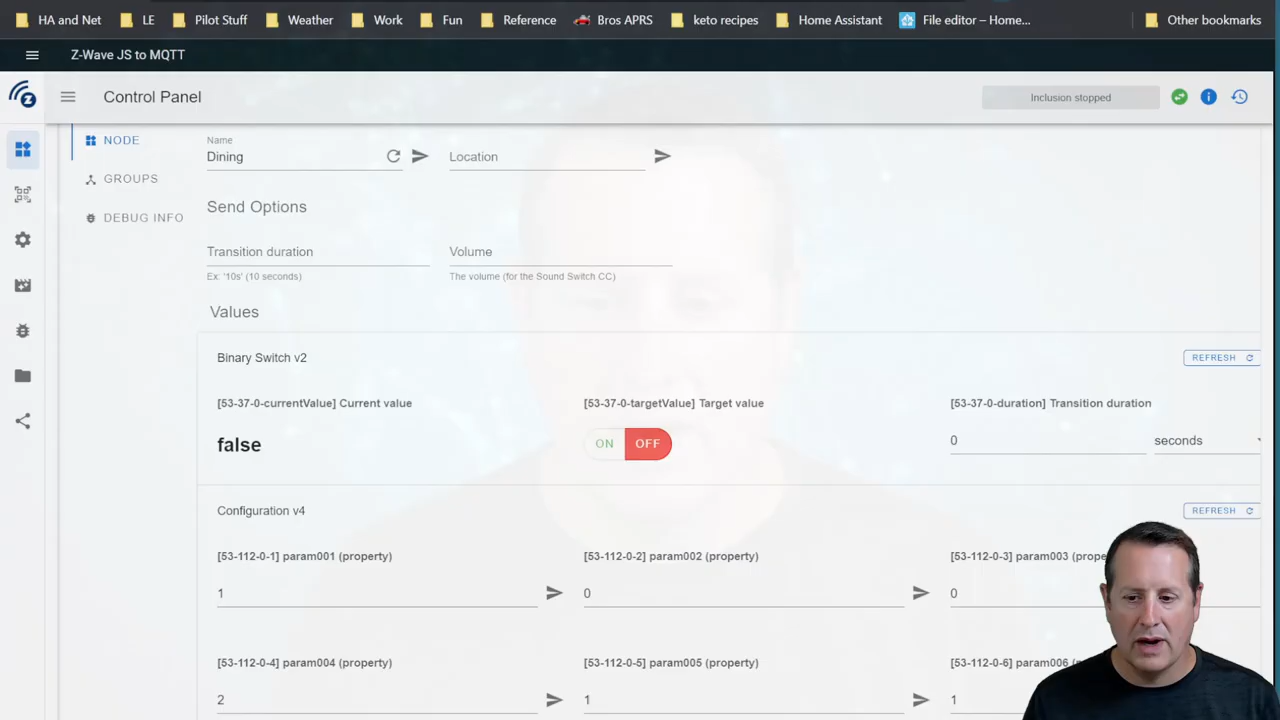 HA and Net LE Pilot Stuff Weather Work Fun Reference Bros APRS keto recipes Home Assistant File editor – Home… Other bookmarks
Z-Wave JS to MQTT
Control Panel Inclusion stopped
NODE
GROUPS
DEBUG INFO
Name
Dining Location
Send Options
Transition duration Volume
Ex: '10s' (10 seconds) The volume (for the Sound Switch CC)
Values
Binary Switch v2 REFRESH
[53-37-0-currentValue] Current value [53-37-0-targetValue] Target value [53-37-0-duration] Transition duration
false ON OFF 0 seconds
Configuration v4 REFRESH
[53-112-0-1] param001 (property) [53-112-0-2] param002 (property) [53-112-0-3] param003
1 0 0
[53-112-0-4] param004 (property) [53-112-0-5] param005 (property) [53-112-0-6] param006
2 1 1